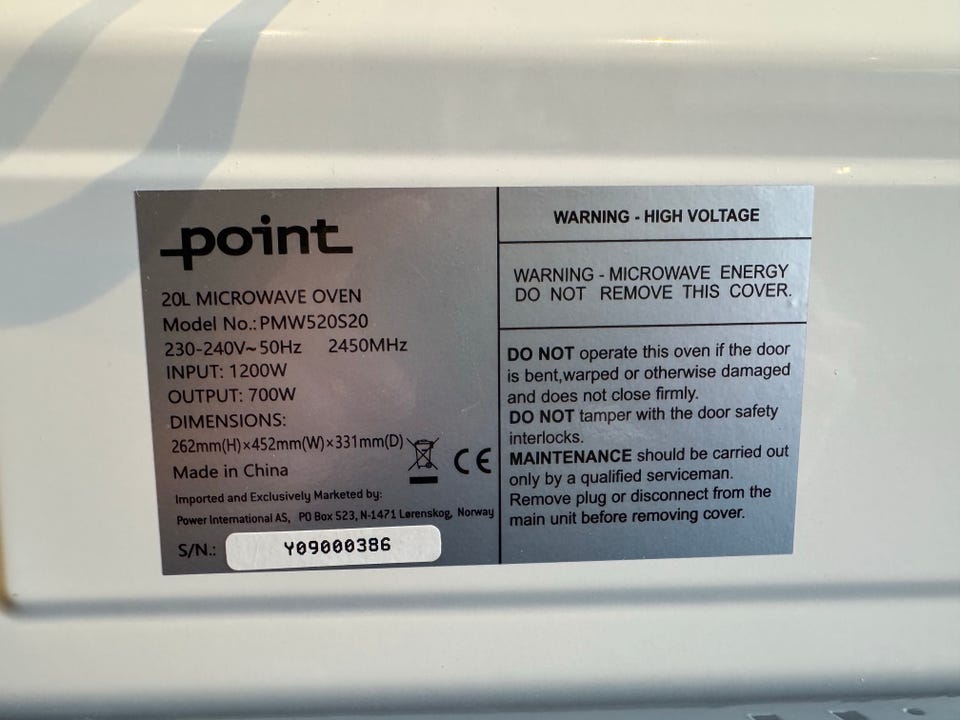 point
20L MICROWAVE OVEN
Model No.: PMW520S20
230-240V~50Hz 2450MHz
INPUT: 1200W
OUTPUT: 700W
DIMENSIONS:
262mm(H)×452mm(W)×331mm(D)
CE
Made in China
Imported and Exclusively Marketed by:
Power International AS, PO Box 523, N-1471 Lørenskog, Norway
S/N.: Y09000386
WARNING - HIGH VOLTAGE
WARNING - MICROWAVE ENERGY
DO NOT REMOVE THIS COVER.
DO NOT operate this oven if the door
is bent,warped or otherwise damaged
and does not close firmly.
DO NOT tamper with the door safety
interlocks.
MAINTENANCE should be carried out
only by a qualified serviceman.
Remove plug or disconnect from the
main unit before removing cover.